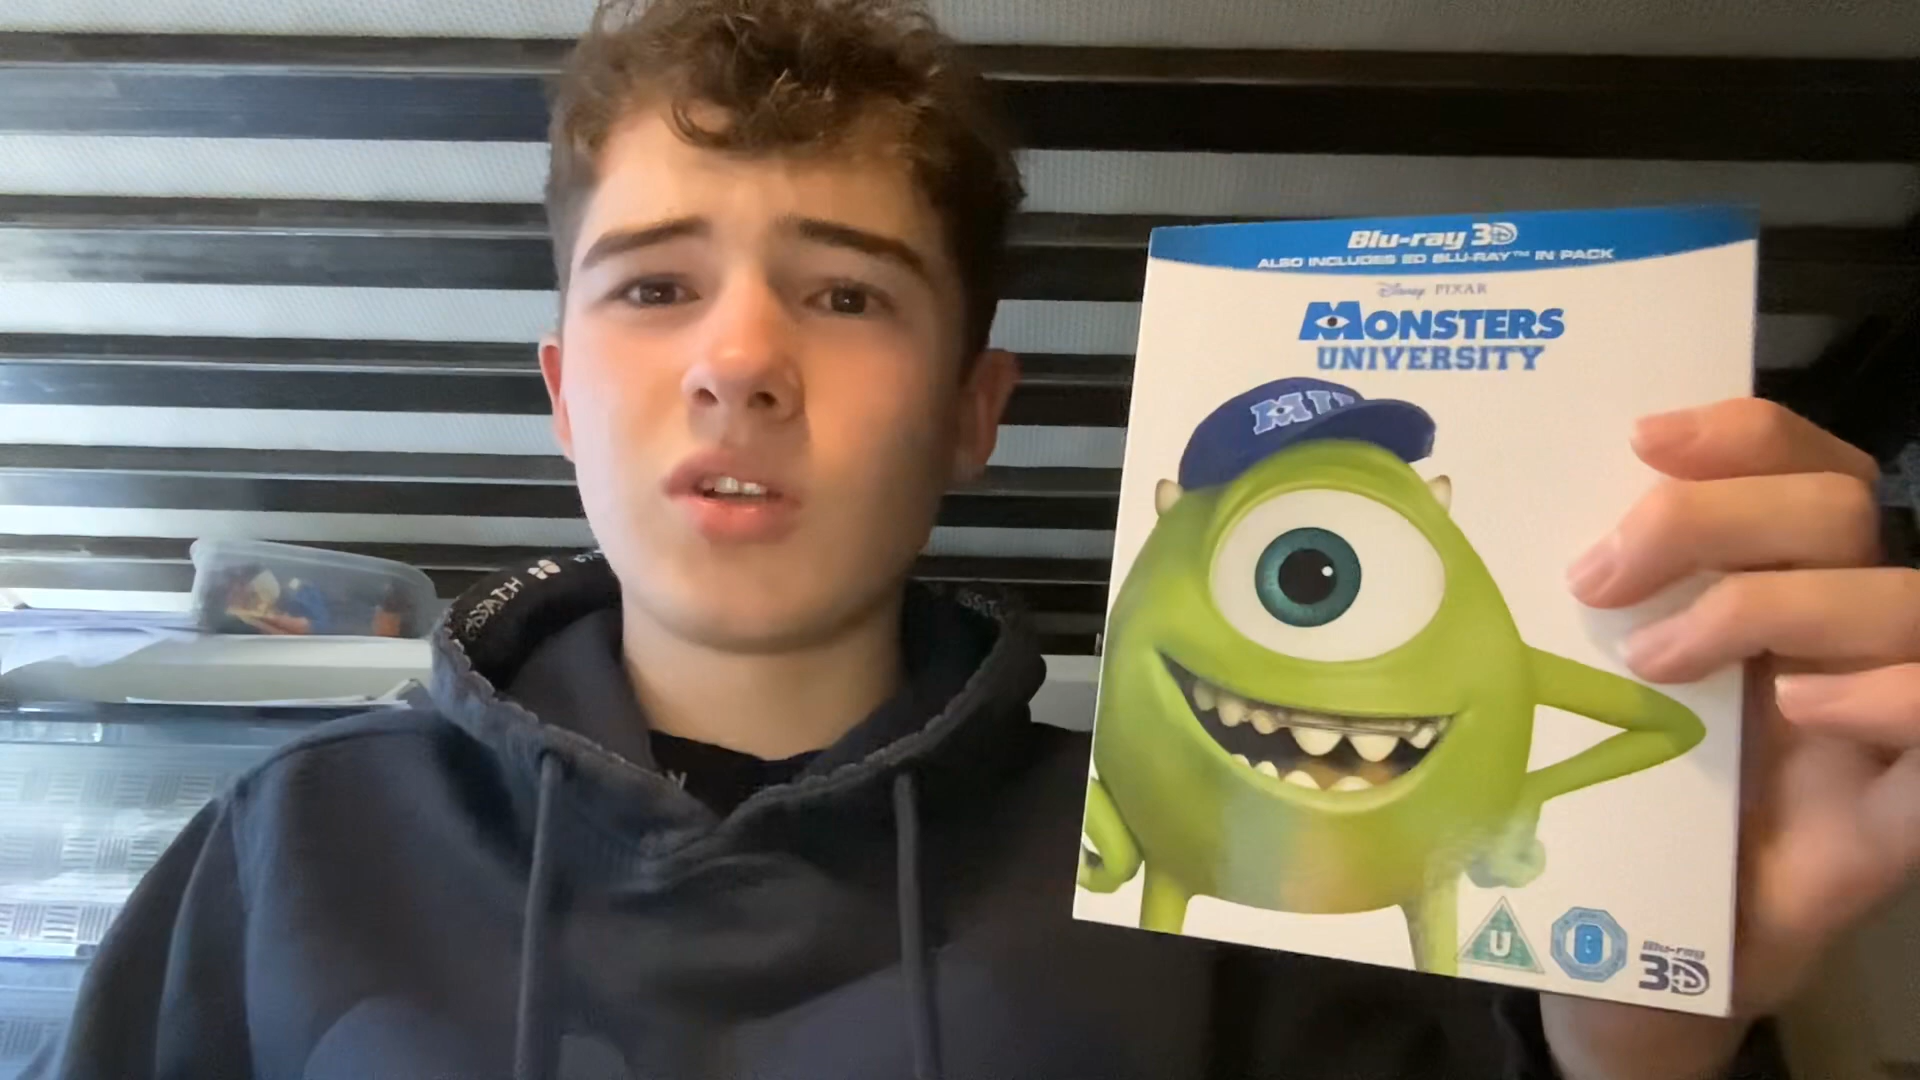 Blu-ray 3D
ALSO INCLUDES 2D BLU-RAY™ IN PACK
Disney PIXAR
MONSTERS
UNIVERSITY
MU
U
Blu-ray
3D